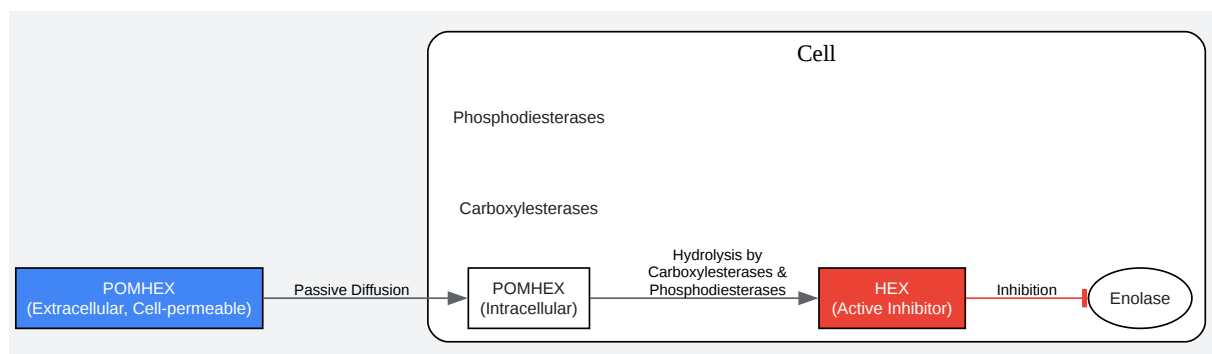 Cell
Phosphodiesterases
Carboxylesterases
POMHEX
(Extracellular, Cell-permeable)
Passive Diffusion
POMHEX
(Intracellular)
Hydrolysis by
Carboxylesterases &
Phosphodiesterases
HEX
(Active Inhibitor)
Inhibition
Enolase